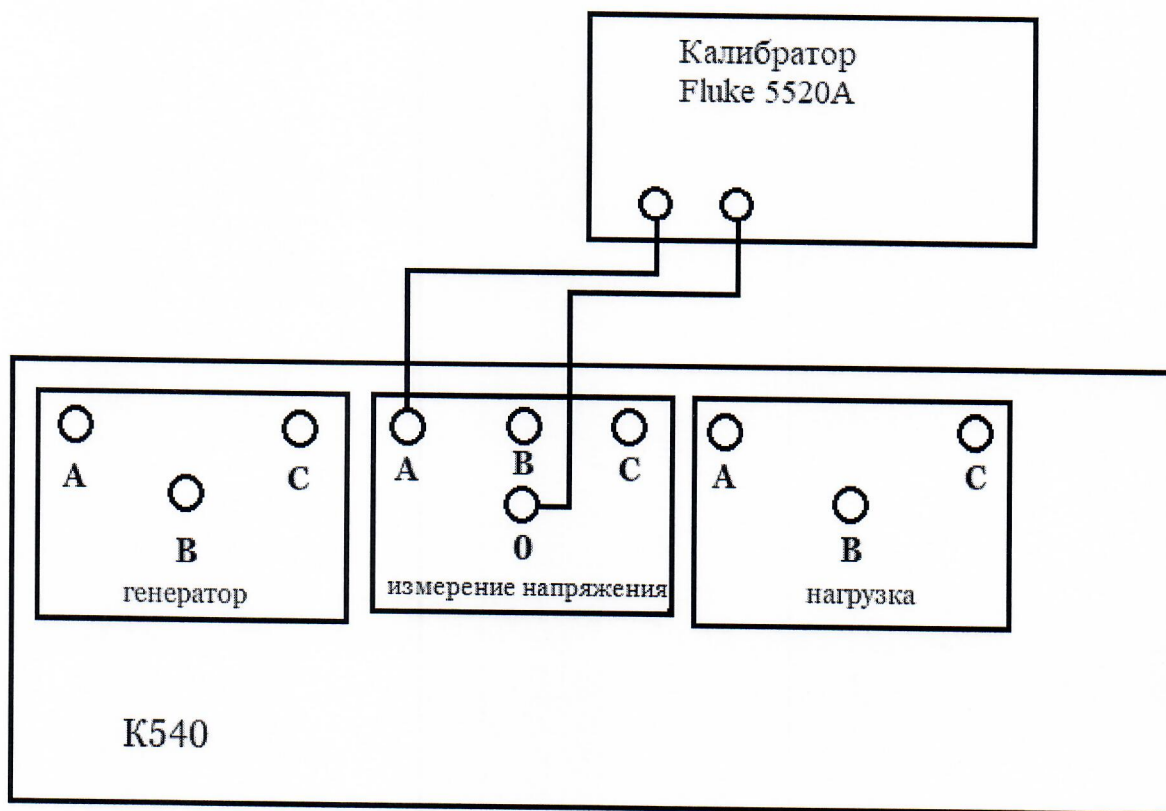 Калибратор
Fluke 5520A
A
C
B
генератор
A
B
C
0
измерение напряжения
A
C
B
нагрузка
К540